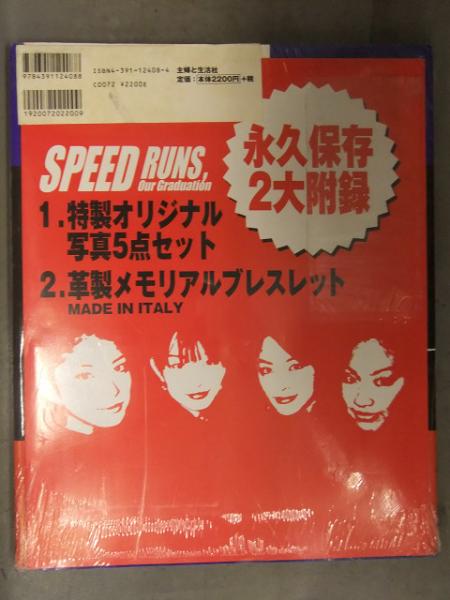 9784391124088
1920072022009
ISBN4-391-12408-4
C0072 ¥2200E
主婦と生活社
定価：本体2200円+税
SPEED RUNS,
Our Graduation
永久保存
2大附録
1.特製オリジナル
写真5点セット
2.革製メモリアルブレスレット
MADE IN ITALY